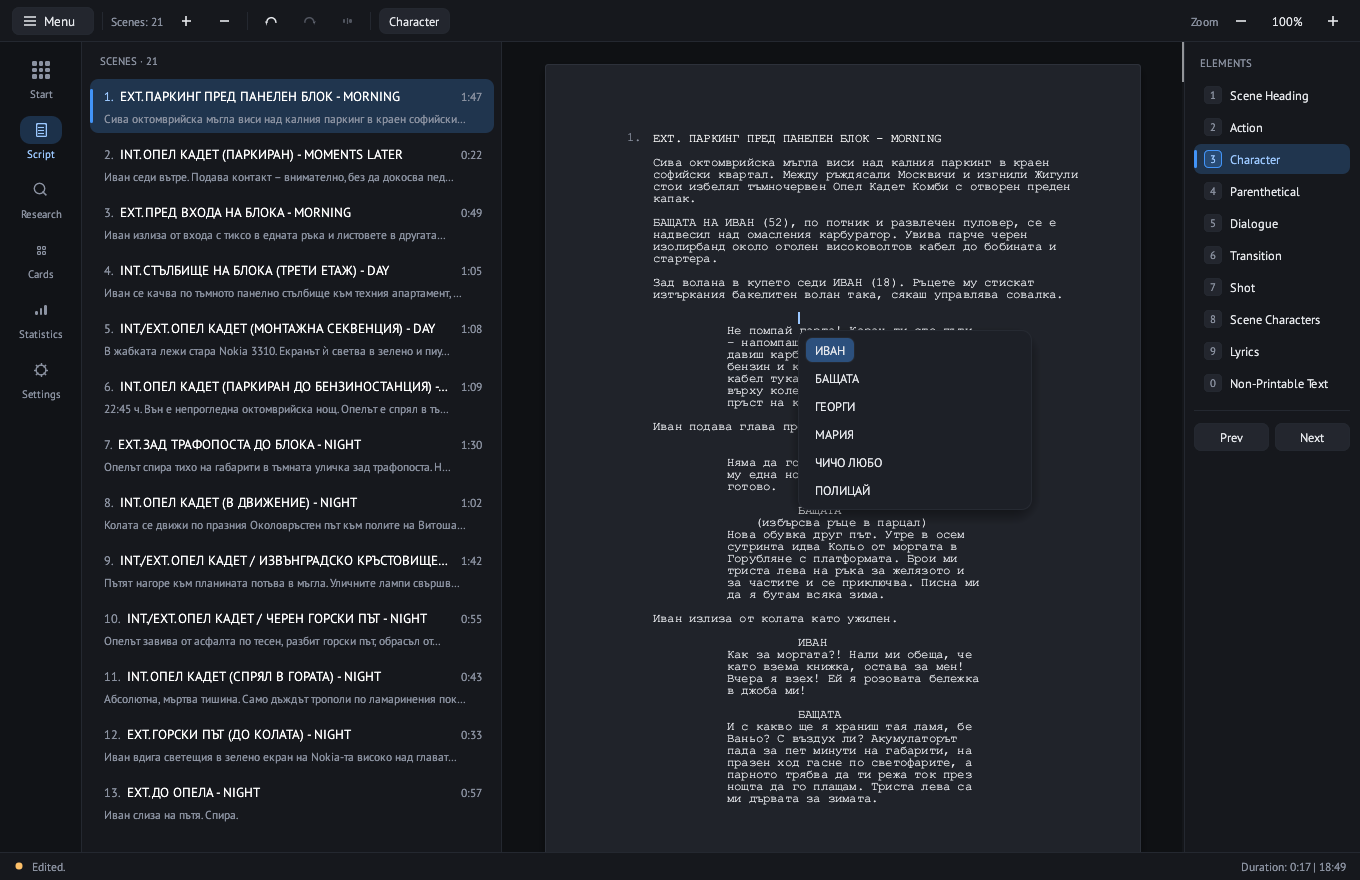 Menu
Scenes: 21
Character
Zoom
100%
Start
Script
Research
Cards
Statistics
Settings
SCENES · 21
1. EXT.ПАРКИНГ ПРЕД ПАНЕЛЕН БЛОК - MORNING 1:47
Сива октомврийска мъгла виси над калния паркинг в краен софийски...
2. INT.ОПЕЛ КАДЕТ (ПАРКИРАН) - MOMENTS LATER 0:22
Иван седи вътре. Подава контакт – внимателно, без да докосва пед...
3. EXT.ПРЕД ВХОДА НА БЛОКА - MORNING 0:49
Иван излиза от входа с тиксо в едната ръка и листовете в другата...
4. INT.СТЪЛБИЩЕ НА БЛОКА (ТРЕТИ ЕТАЖ) - DAY 1:05
Иван се качва по тъмното панелно стълбище към техния апартамент, ...
5. INT./EXT.ОПЕЛ КАДЕТ (МОНТАЖНА СЕКВЕНЦИЯ) - DAY 1:08
В жабката лежи стара Nokia 3310. Екранът ѝ светва в зелено и пиу...
6. INT.ОПЕЛ КАДЕТ (ПАРКИРАН ДО БЕНЗИНОСТАНЦИЯ) -... 1:09
22:45 ч. Вън е непрогледна октомврийска нощ. Опелът е спрял в тъ...
7. EXT.ЗАД ТРАФОПОСТА ДО БЛОКА - NIGHT 1:30
Опелът спира тихо на габарити в тъмната уличка зад трафопоста. Н...
8. INT.ОПЕЛ КАДЕТ (В ДВИЖЕНИЕ) - NIGHT 1:02
Колата се движи по празния Околовръстен път към полите на Витоша...
9. INT./EXT.ОПЕЛ КАДЕТ / ИЗВЪНГРАДСКО КРЪСТОВИЩЕ... 1:42
Пътят нагоре към планината потъва в мъгла. Уличните лампи свършв...
10. INT./EXT.ОПЕЛ КАДЕТ / ЧЕРЕН ГОРСКИ ПЪТ - NIGHT 0:55
Опелът завива от асфалта по тесен, разбит горски път, обрасъл от...
11. INT.ОПЕЛ КАДЕТ (СПРЯЛ В ГОРАТА) - NIGHT 0:43
Абсолютна, мъртва тишина. Само дъждът трополи по ламаринения пок...
12. EXT.ГОРСКИ ПЪТ (ДО КОЛАТА) - NIGHT 0:33
Иван вдига светещия в зелено екран на Nokia-та високо над глават...
13. EXT.ДО ОПЕЛА - NIGHT 0:57
Иван слиза на пътя. Спира.
1. EXT. ПАРКИНГ ПРЕД ПАНЕЛЕН БЛОК - MORNING
Сива октомврийска мъгла виси над калния паркинг в краен
софийски квартал. Между ръждясали Москвичи и изгнили Жигули
стои избелял тъмночервен Опел Кадет Комби с отворен преден
капак.
БАЩАТА НА ИВАН (52), по потник и развлечен пуловер, се е
надвесил над омасления карбуратор. Увива парче черен
изолирбанд около оголен високоволтов кабел до бобината и
стартера.
Зад волана в купето седи ИВАН (18). Ръцете му стискат
изтъркания бакелитен волан така, сякаш управлява совалка.
Не помпай
– напомпаш
давиш карб
бензин и к
кабел тука
върху коле
пръст на к
ИВАН
БАЩАТА
ГЕОРГИ
МАРИЯ
ЧИЧО ЛЮБО
ПОЛИЦАЙ
Иван подава глава пр
Няма да го
му една но
готово.
БАЩАТА
(избърсва ръце в парцал)
Нова обувка друг път. Утре в осем
сутринта идва Кольо от моргата в
Горубляне с платформата. Брои ми
триста лева на ръка за желязото и
за частите и се приключва. Писна ми
да я бутам всяка зима.
Иван излиза от колата като ужилен.
ИВАН
Как за моргата?! Нали ми обеща, че
като взема книжка, остава за мен!
Вчера я взех! Ей я розовата бележка
в джоба ми!
БАЩАТА
И с какво ще я храниш тая ламя, бе
Ваньо? С въздух ли? Акумулаторът
пада за пет минути на габарити, на
празен ход гасне по светофарите, а
парното трябва да ти режа ток през
нощта да го плащам. Триста лева са
ми дървата за зимата.
ELEMENTS
1 Scene Heading
2 Action
3 Character
4 Parenthetical
5 Dialogue
6 Transition
7 Shot
8 Scene Characters
9 Lyrics
0 Non-Printable Text
Prev Next
Edited.
Duration: 0:17 | 18:49